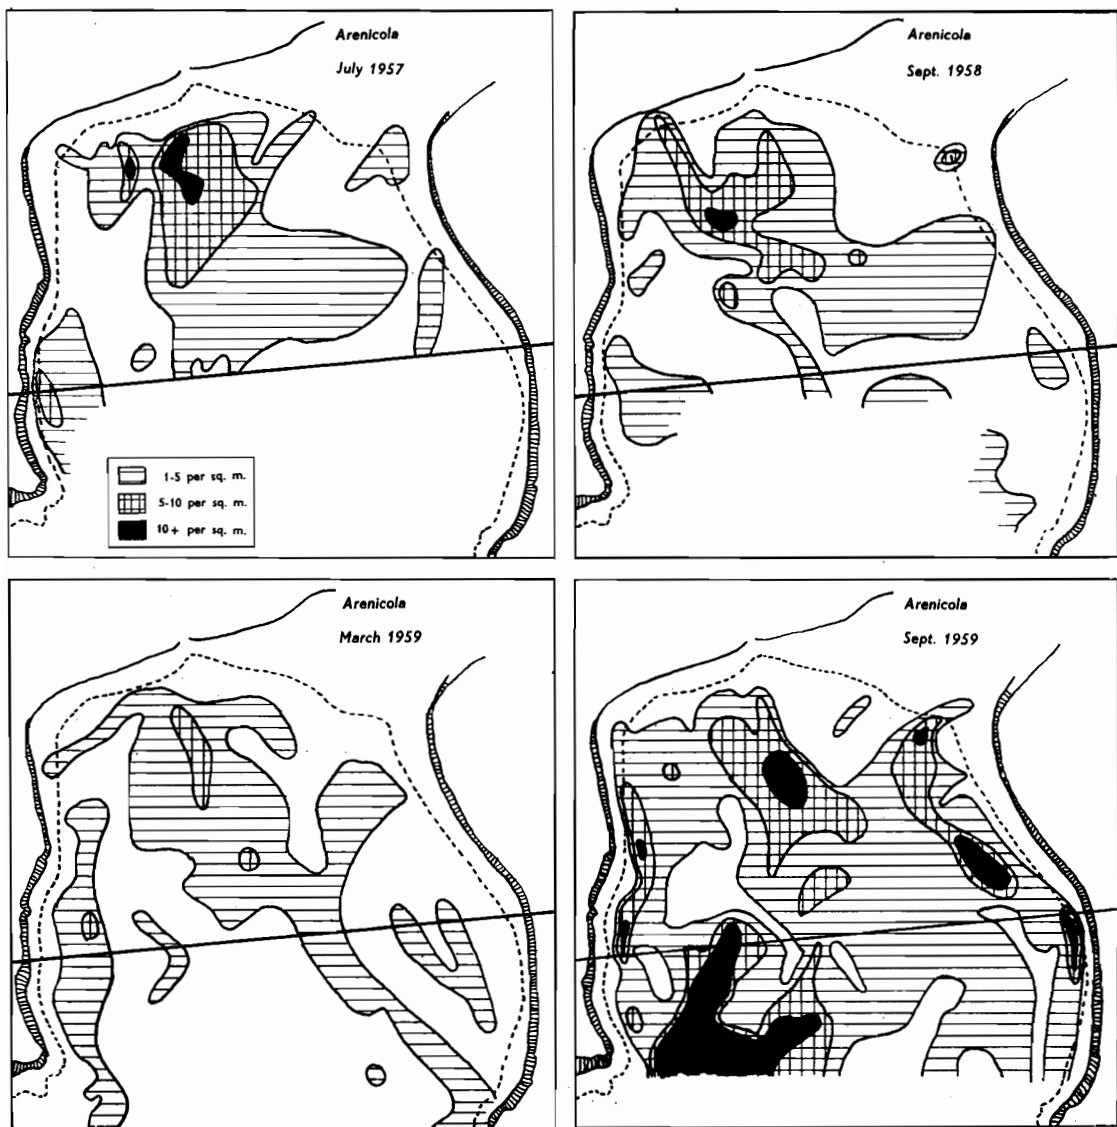 Arenicola
July 1957
1-5 per sq. m.
5-10 per sq. m.
10+ per sq. m.
Arenicola
Sept. 1958
Arenicola
March 1959
Arenicola
Sept. 1959